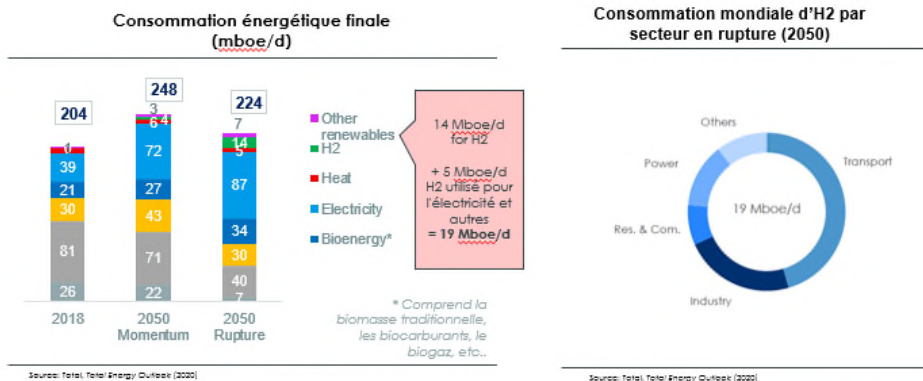 Consommation énergétique finale
(mboe/d)
204
248
224
3
4
6
7
14
5
39
72
87
21
27
34
30
43
30
81
71
40
26
22
7
2018
2050
Momentum
2050
Rupture
Other
renewables
H2
Heat
Electricity
Bioenergy*
14 Mboe/d
for H2
+ 5 Mboe/d
H2 utilisé pour
l'électricité et
autres
= 19 Mboe/d
* Comprend la
biomasse traditionnelle,
les biocarburants, le
biogaz, etc..
Source: Total, Total Energy Outlook (2020)
Consommation mondiale d'H2 par
secteur en rupture (2050)
Others
Power
Transport
19 Mboe/d
Res. & Com.
Industry
Source: Total, Total Energy Outlook (2020)